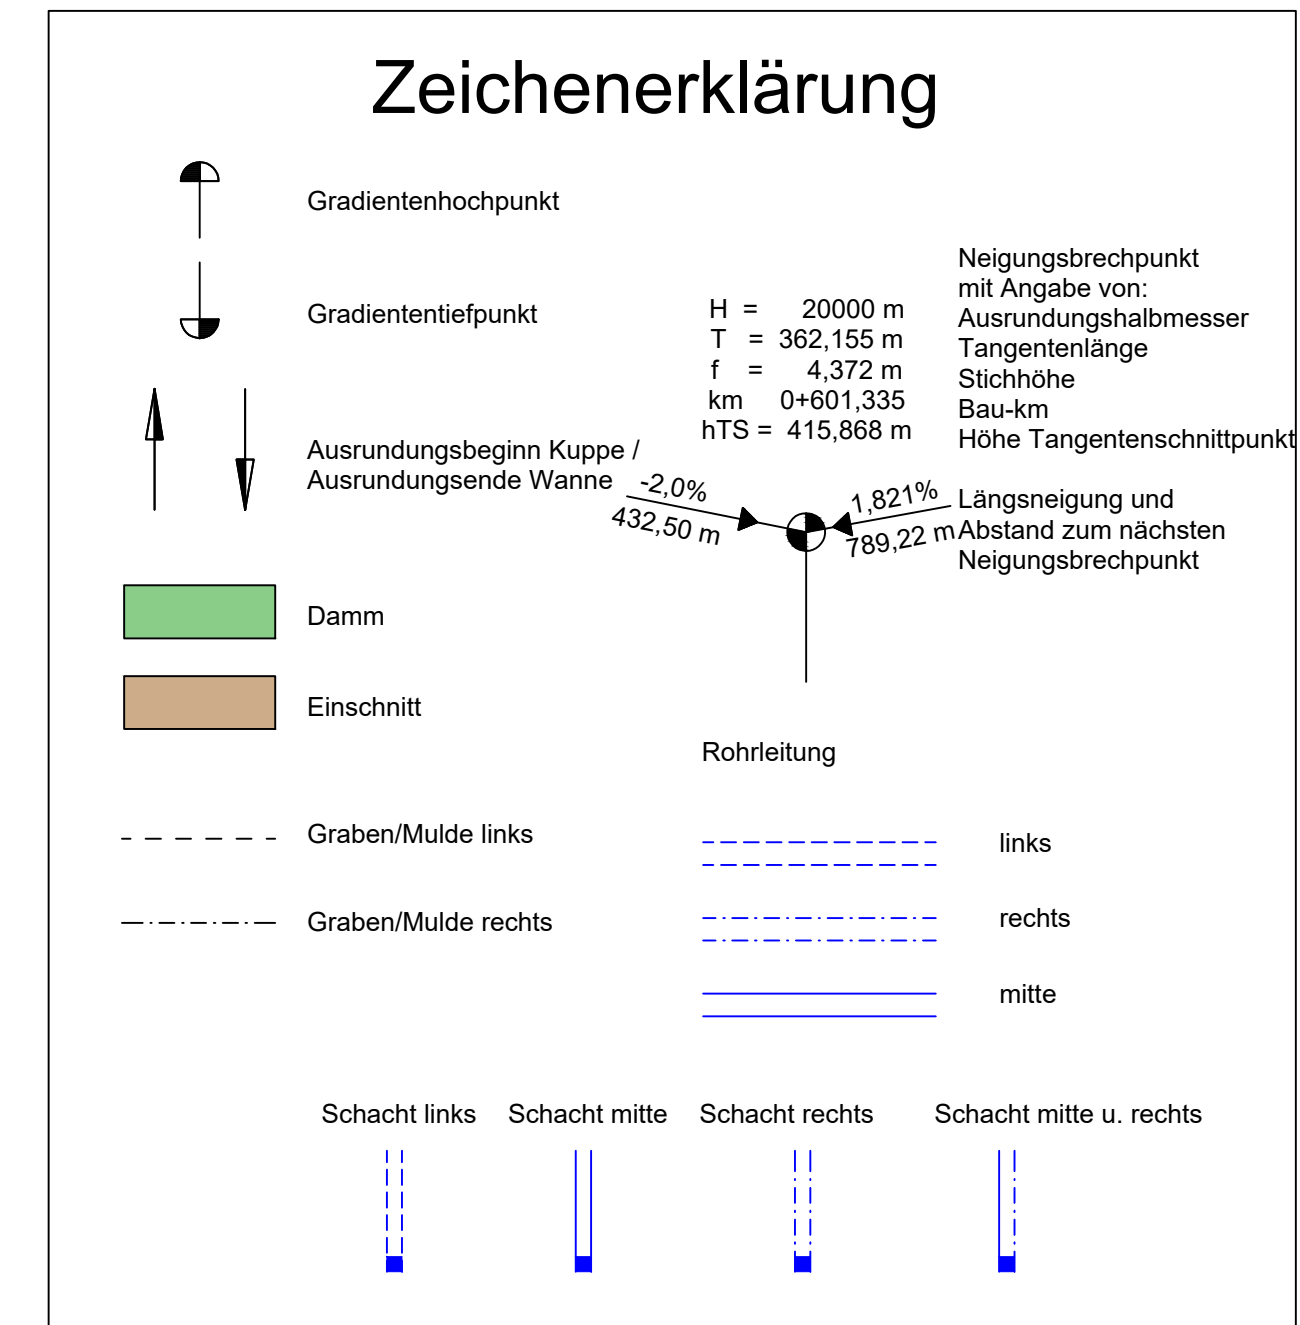 Zeichenerklärung
Gradientenhochpunkt
Gradiententiefpunkt
Ausrundungsbeginn Kuppe /
Ausrundungsende Wanne
Damm
Einschnitt
Graben/Mulde links
Graben/Mulde rechts
H = 20000 m
T = 362,155 m
f = 4,372 m
km 0+601,335
hTS = 415,868 m
Neigungsbrechpunkt
mit Angabe von:
Ausrundungshalbmesser
Tangentenlänge
Stichhöhe
Bau-km
Höhe Tangentenschnittpunkt
-2,0%
432,50 m
1,821%
789,22 m
Längsneigung und
Abstand zum nächsten
Neigungsbrechpunkt
Rohrleitung
links
rechts
mitte
Schacht links
Schacht mitte
Schacht rechts
Schacht mitte u. rechts